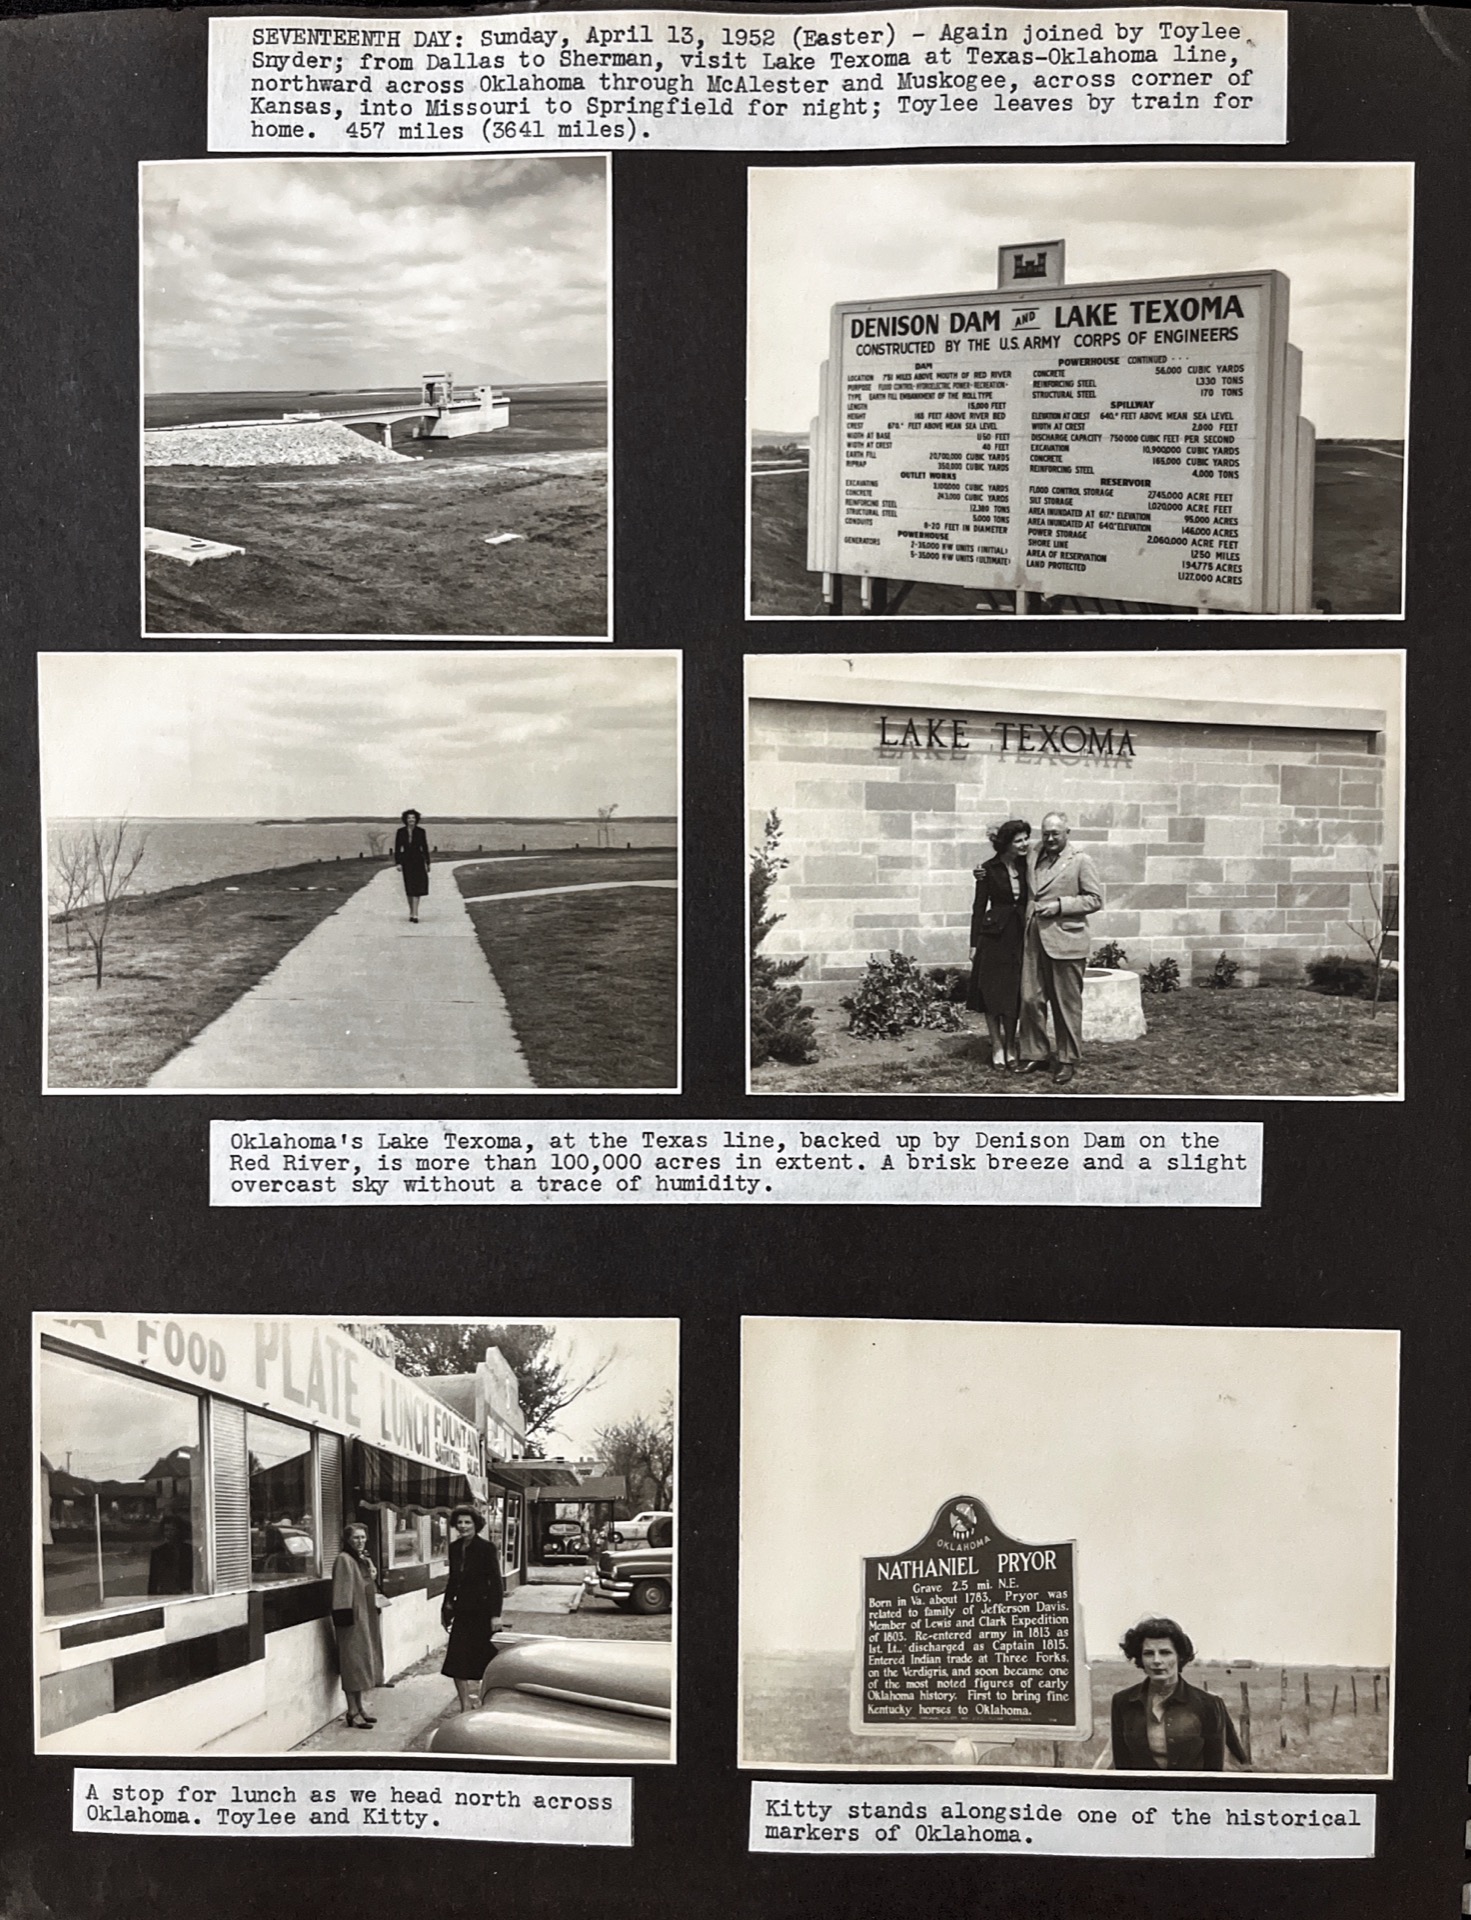 SEVENTEENTH DAY: Sunday, April 13, 1952 (Easter) - Again joined by Toylee
Snyder; from Dallas to Sherman, visit Lake Texoma at Texas-Oklahoma line,
northward across Oklahoma through McAlester and Muskogee, across corner of
Kansas, into Missouri to Springfield for night; Toylee leaves by train for
home. 457 miles (3641 miles).
DENISON DAM AND LAKE TEXOMA
CONSTRUCTED BY THE U.S. ARMY CORPS OF ENGINEERS
DAM
LOCATION 751 MILES ABOVE MOUTH OF RED RIVER
PURPOSE FLOOD CONTROL-HYDROELECTRIC POWER-RECREATION-
TYPE EARTH FILL EMBANKMENT OF THE ROLL TYPE
LENGTH 15,000 FEET
HEIGHT 165 FEET ABOVE RIVER BED
CREST 670.° FEET ABOVE MEAN SEA LEVEL
WIDTH AT BASE 1150 FEET
WIDTH AT CREST 40 FEET
EARTH FILL 20,700,000 CUBIC YARDS
RIPRAP 350,000 CUBIC YARDS
OUTLET WORKS
EXCAVATING CUBIC YARDS
CONCRETE CUBIC YARDS
REINFORCING STEEL TONS
STRUCTURAL STEEL 5,000 TONS
CONDUITS 8-20 FEET IN DIAMETER
POWERHOUSE
GENERATORS 2-35,000 KW UNITS (INITIAL)
5-35,000 KW UNITS (ULTIMATE)
POWERHOUSE CONTINUED ---
CONCRETE 56,000 CUBIC YARDS
REINFORCING STEEL 1,330 TONS
STRUCTURAL STEEL 170 TONS
SPILLWAY
ELEVATION AT CREST 640.° FEET ABOVE MEAN SEA LEVEL
WIDTH AT CREST 2,000 FEET
DISCHARGE CAPACITY 750000 CUBIC FEET PER SECOND
EXCAVATION 10,900,000 CUBIC YARDS
CONCRETE 165,000 CUBIC YARDS
REINFORCING STEEL 4,000 TONS
RESERVOIR
FLOOD CONTROL STORAGE 2,745,000 ACRE FEET
SILT STORAGE 1,020,000 ACRE FEET
AREA INUNDATED AT 617.° ELEVATION 95,000 ACRES
AREA INUNDATED AT 640.° ELEVATION 146,000 ACRES
POWER STORAGE 2,060,000 ACRE FEET
SHORE LINE 1250 MILES
AREA OF RESERVATION 194,775 ACRES
LAND PROTECTED 1,127,000 ACRES
LAKE TEXOMA
Oklahoma's Lake Texoma, at the Texas line, backed up by Denison Dam on the
Red River, is more than 100,000 acres in extent. A brisk breeze and a slight
overcast sky without a trace of humidity.
FOOD PLATE LUNCH FOUNTAIN
OKLAHOMA
NATHANIEL PRYOR
Grave 2.5 mi. N.E.
Born in Va. about 1783. Pryor was
related to family of Jefferson Davis.
Member of Lewis and Clark Expedition
of 1803. Re-entered army in 1813 as
1st. Lt., discharged as Captain 1815.
Entered Indian trade at Three Forks,
on the Verdigris, and soon became one
of the most noted figures of early
Oklahoma history. First to bring fine
Kentucky horses to Oklahoma.
A stop for lunch as we head north across
Oklahoma. Toylee and Kitty.
Kitty stands alongside one of the historical
markers of Oklahoma.